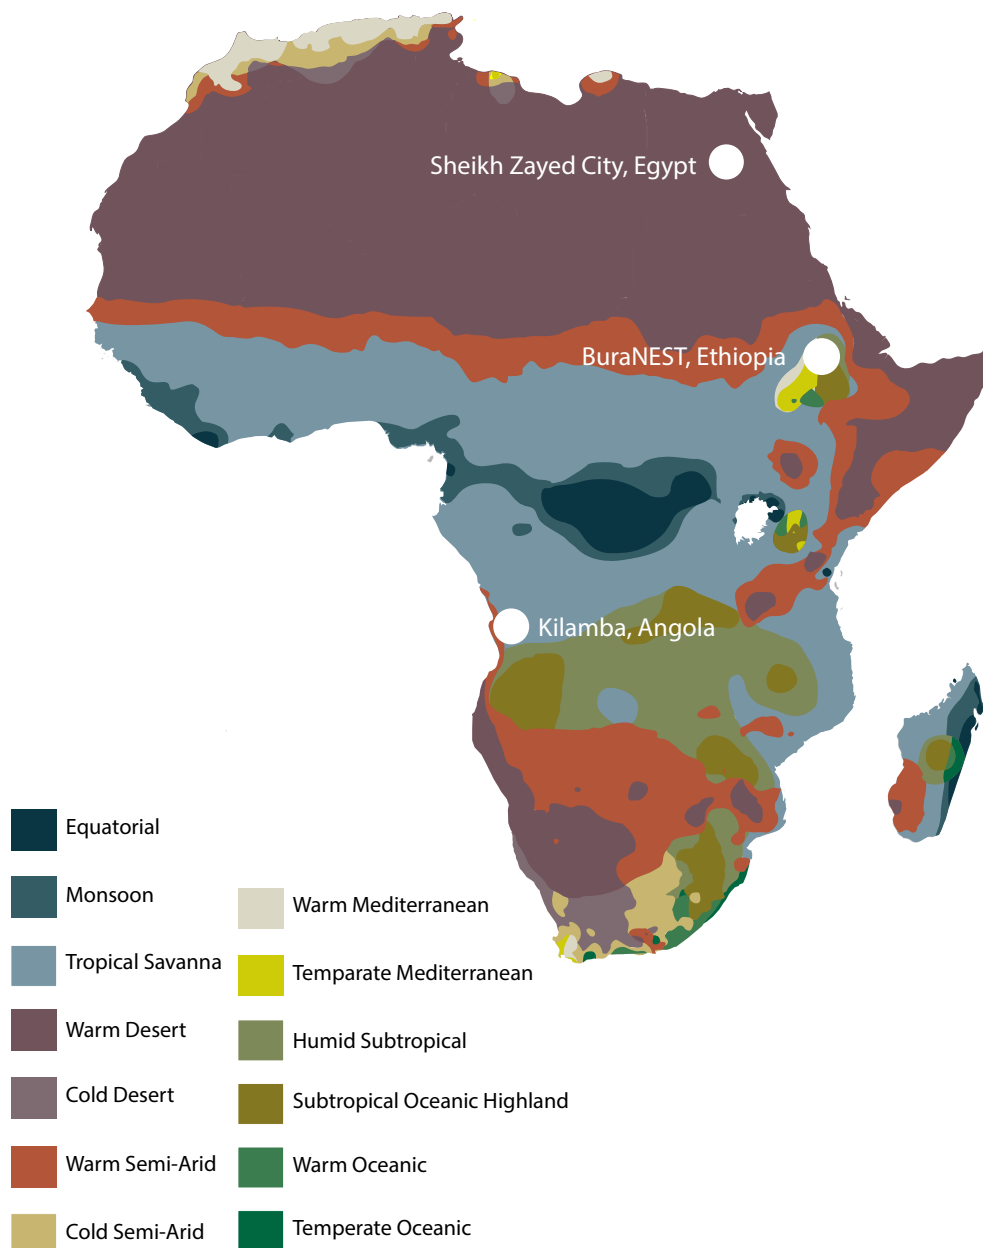 Sheikh Zayed City, Egypt
BuraNEST, Ethiopia
Kilamba, Angola
Equatorial
Monsoon
Tropical Savanna
Warm Desert
Cold Desert
Warm Semi-Arid
Cold Semi-Arid
Warm Mediterranean
Temparate Mediterranean
Humid Subtropical
Subtropical Oceanic Highland
Warm Oceanic
Temperate Oceanic